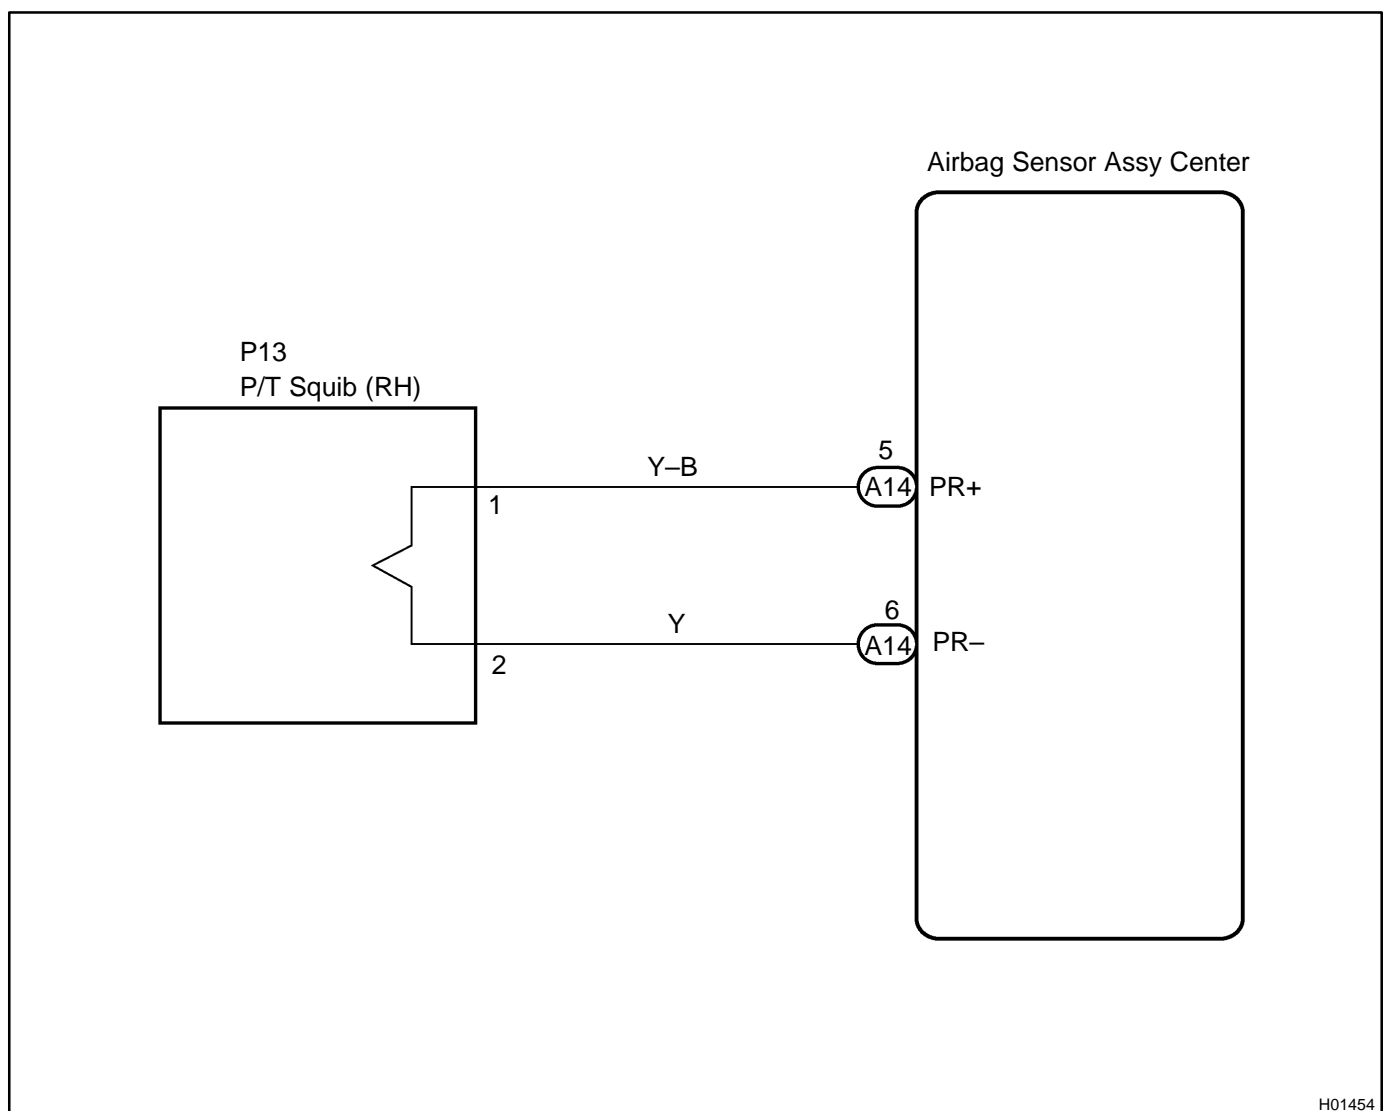 Airbag Sensor Assy Center
P13
P/T Squib (RH)
5
Y–B
A14 PR+
1
6
Y
A14 PR–
2
H01454